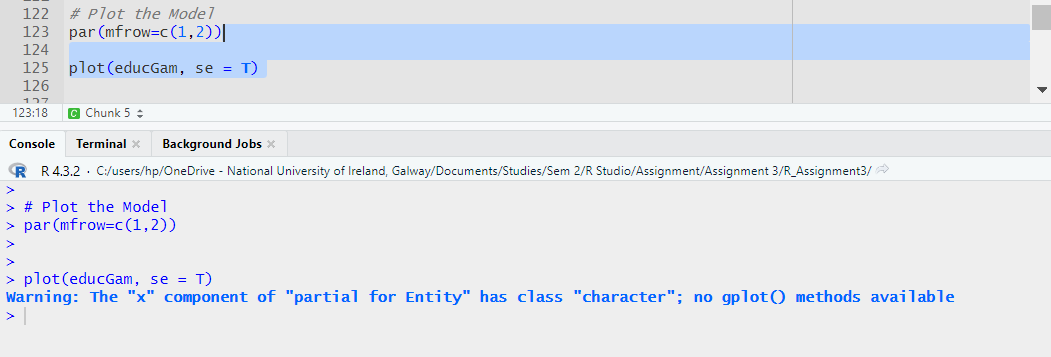 122 # Plot the Model
123 par(mfrow=c(1,2))
124
125 plot(educGam, se = T)
126
127
123:18 C Chunk 5
Console Terminal Background Jobs
R R 4.3.2 · C:/users/hp/OneDrive - National University of Ireland, Galway/Documents/Studies/Sem 2/R Studio/Assignment/Assignment 3/R_Assignment3/
>
> # Plot the Model
> par(mfrow=c(1,2))
>
>
> plot(educGam, se = T)
Warning: The "x" component of "partial for Entity" has class "character"; no gplot() methods available
>